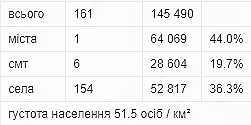 всього 161 145 490
міста 1 64 069 44.0%
смт 6 28 604 19.7%
села 154 52 817 36.3%
густота населення 51.5 осіб / км²